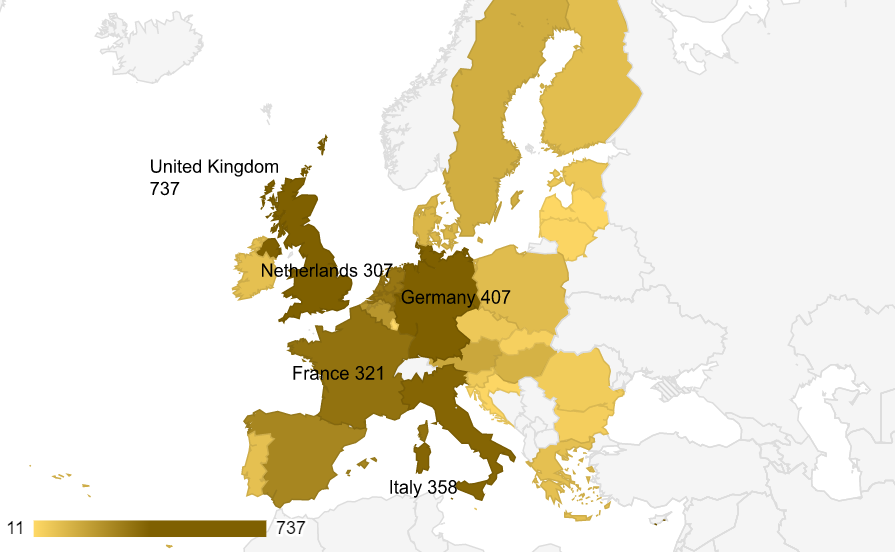 United Kingdom
737
Netherlands 307
Germany 407
France 321
Italy 358
11
737